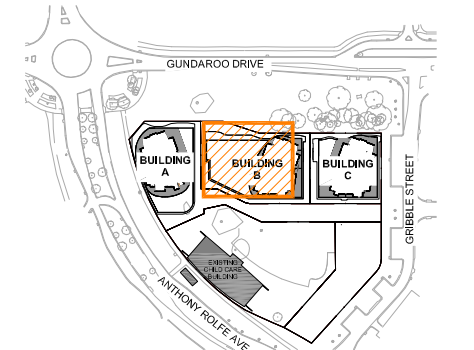 GUNDAROO DRIVE
BUILDING
A
BUILDING
B
BUILDING
C
GRIBBLE STREET
EXISTING
CHILD CARE
BUILDING
ANTHONY ROLFE AVE